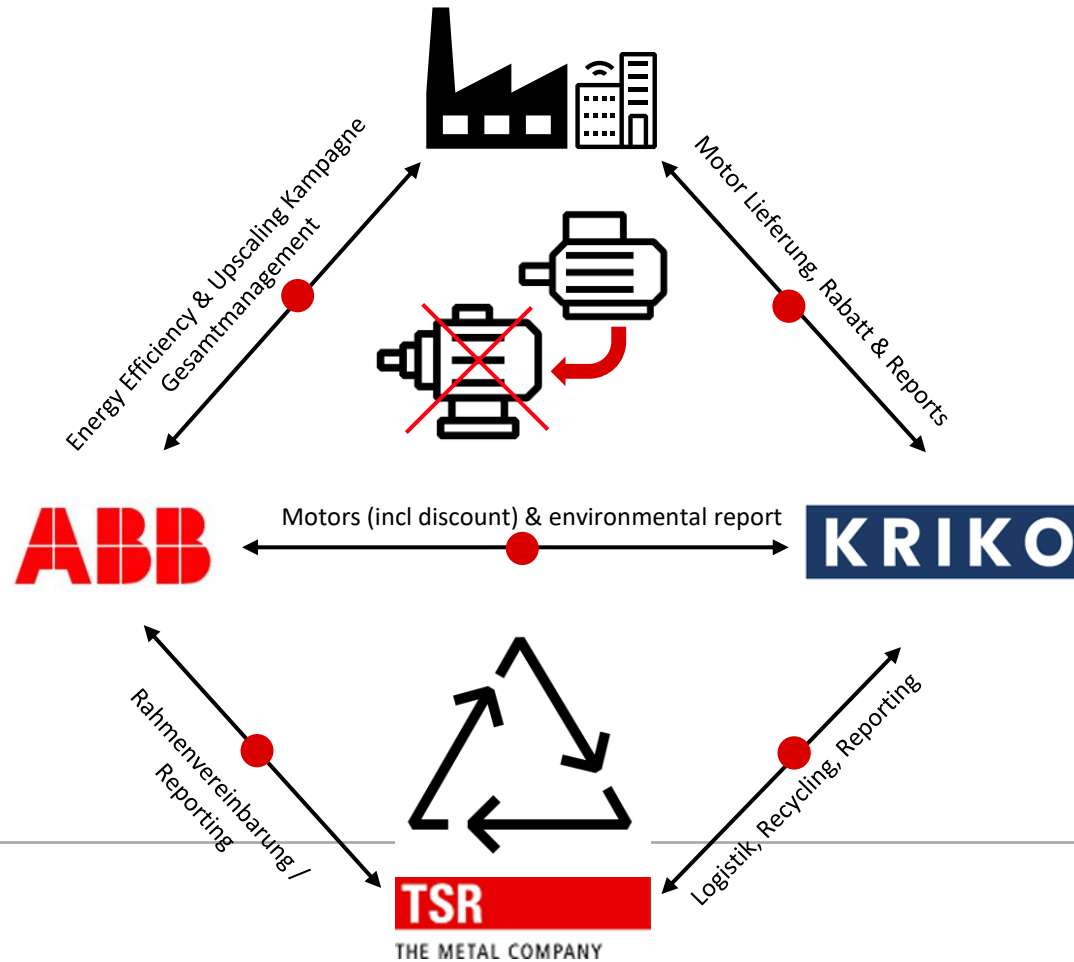 Energy Efficiency & Upscaling Kampagne
Gesamtmanagement
Motor Lieferung, Rabatt & Reports
ABB
Motors (incl discount) & environmental report
KRIKO
Rahmenvereinbarung /
Reporting
Logistik, Recycling, Reporting
TSR
THE METAL COMPANY